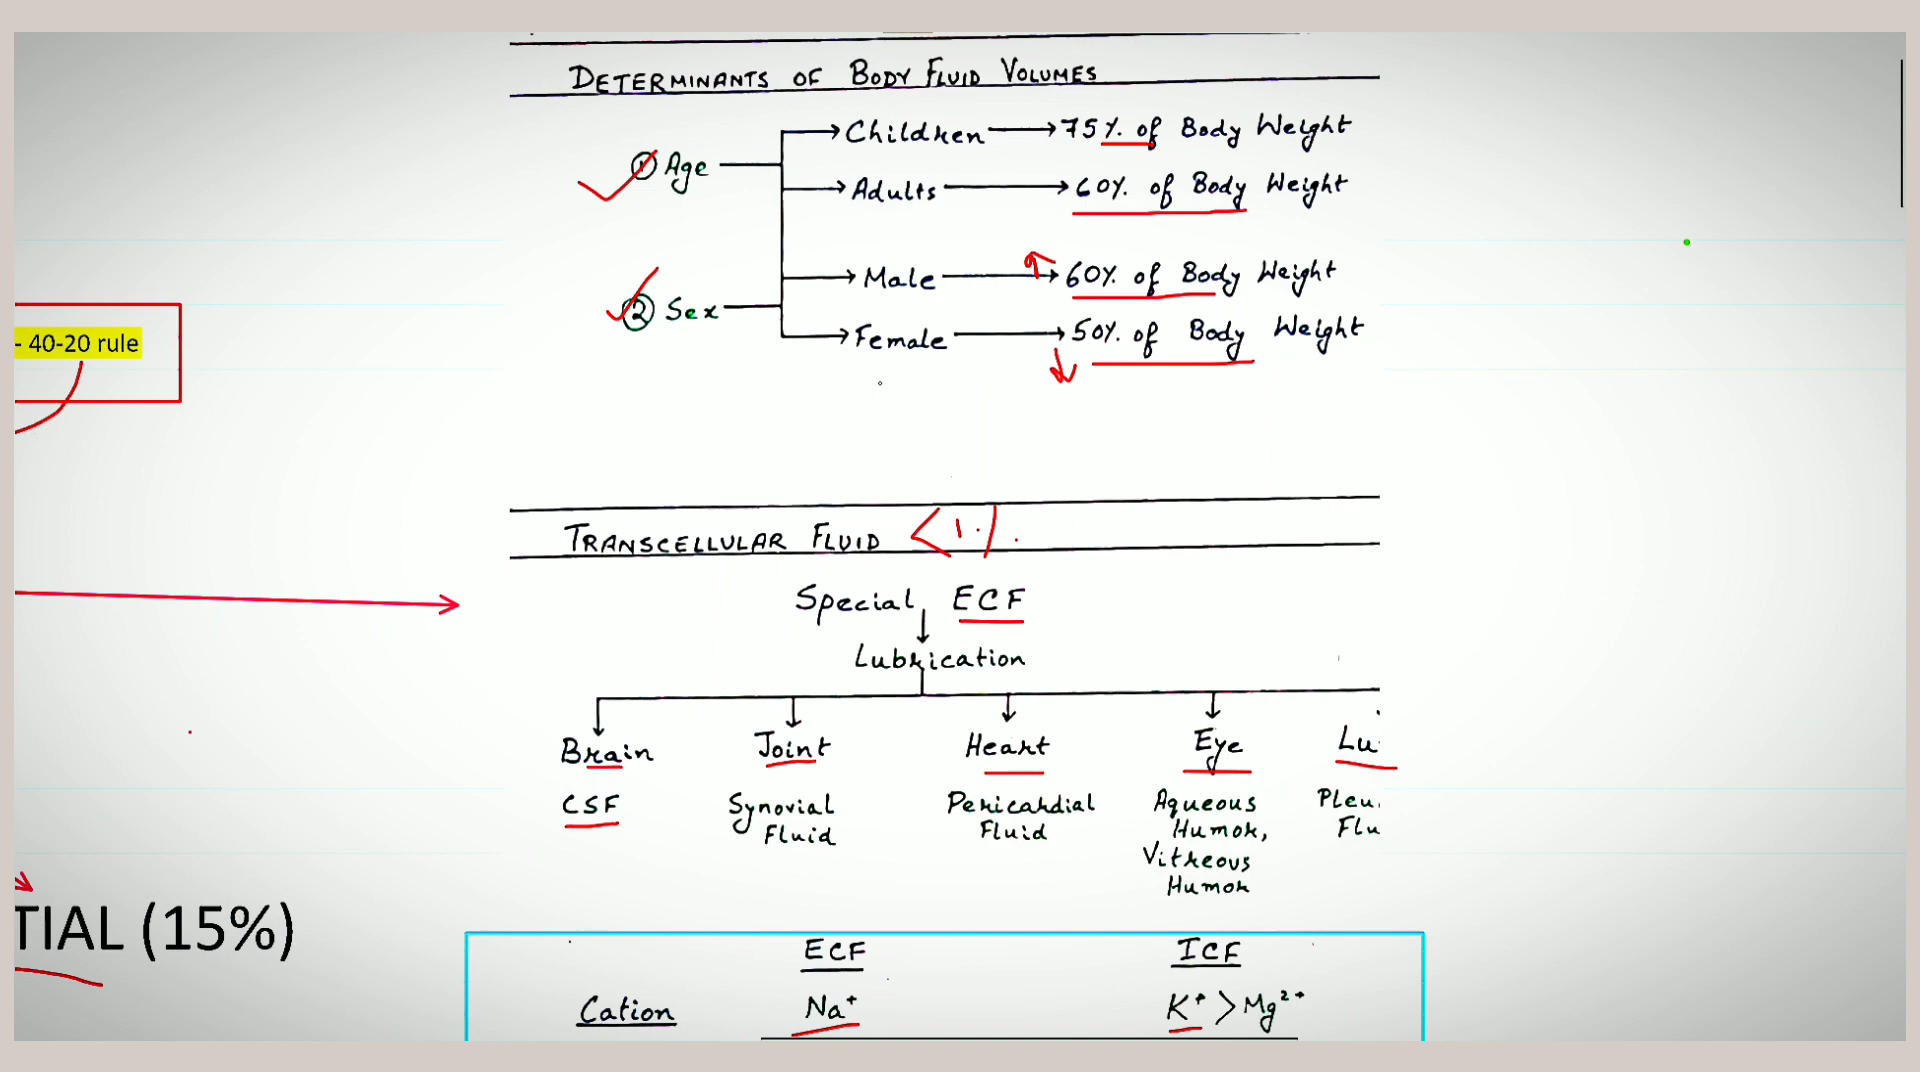 DETERMINANTS OF BODY FLUID VOLUMES
Children → 75% of Body Weight
① Age
Adults → 60% of Body Weight
Male → 60% of Body Weight
② Sex
Female → 50% of Body Weight
- 40-20 rule
TRANSCELLULAR FLUID <1%
Special ECF
Lubrication
Brain Joint Heart Eye Lu
CSF Synovial Fluid Pericardial Fluid Aqueous Humor, Vitreous Humor Pleu Flu
TIAL (15%)
ECF ICF
Cation Na⁺ K⁺ > Mg²⁺